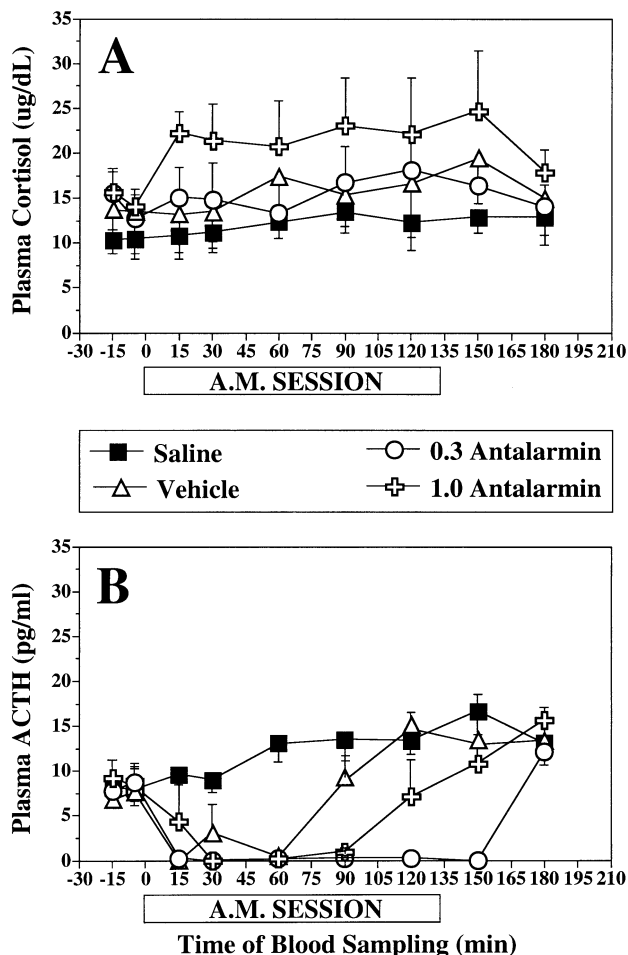 A
Plasma Cortisol (ug/dL)
35
30
25
20
15
10
5
0
-30 -15 0 15 30 45 60 75 90 105 120 135 150 165 180 195 210
A.M. SESSION
Saline
0.3 Antalarmin
Vehicle
1.0 Antalarmin
B
Plasma ACTH (pg/ml)
35
30
25
20
15
10
5
0
-30 -15 0 15 30 45 60 75 90 105 120 135 150 165 180 195 210
A.M. SESSION
Time of Blood Sampling (min)